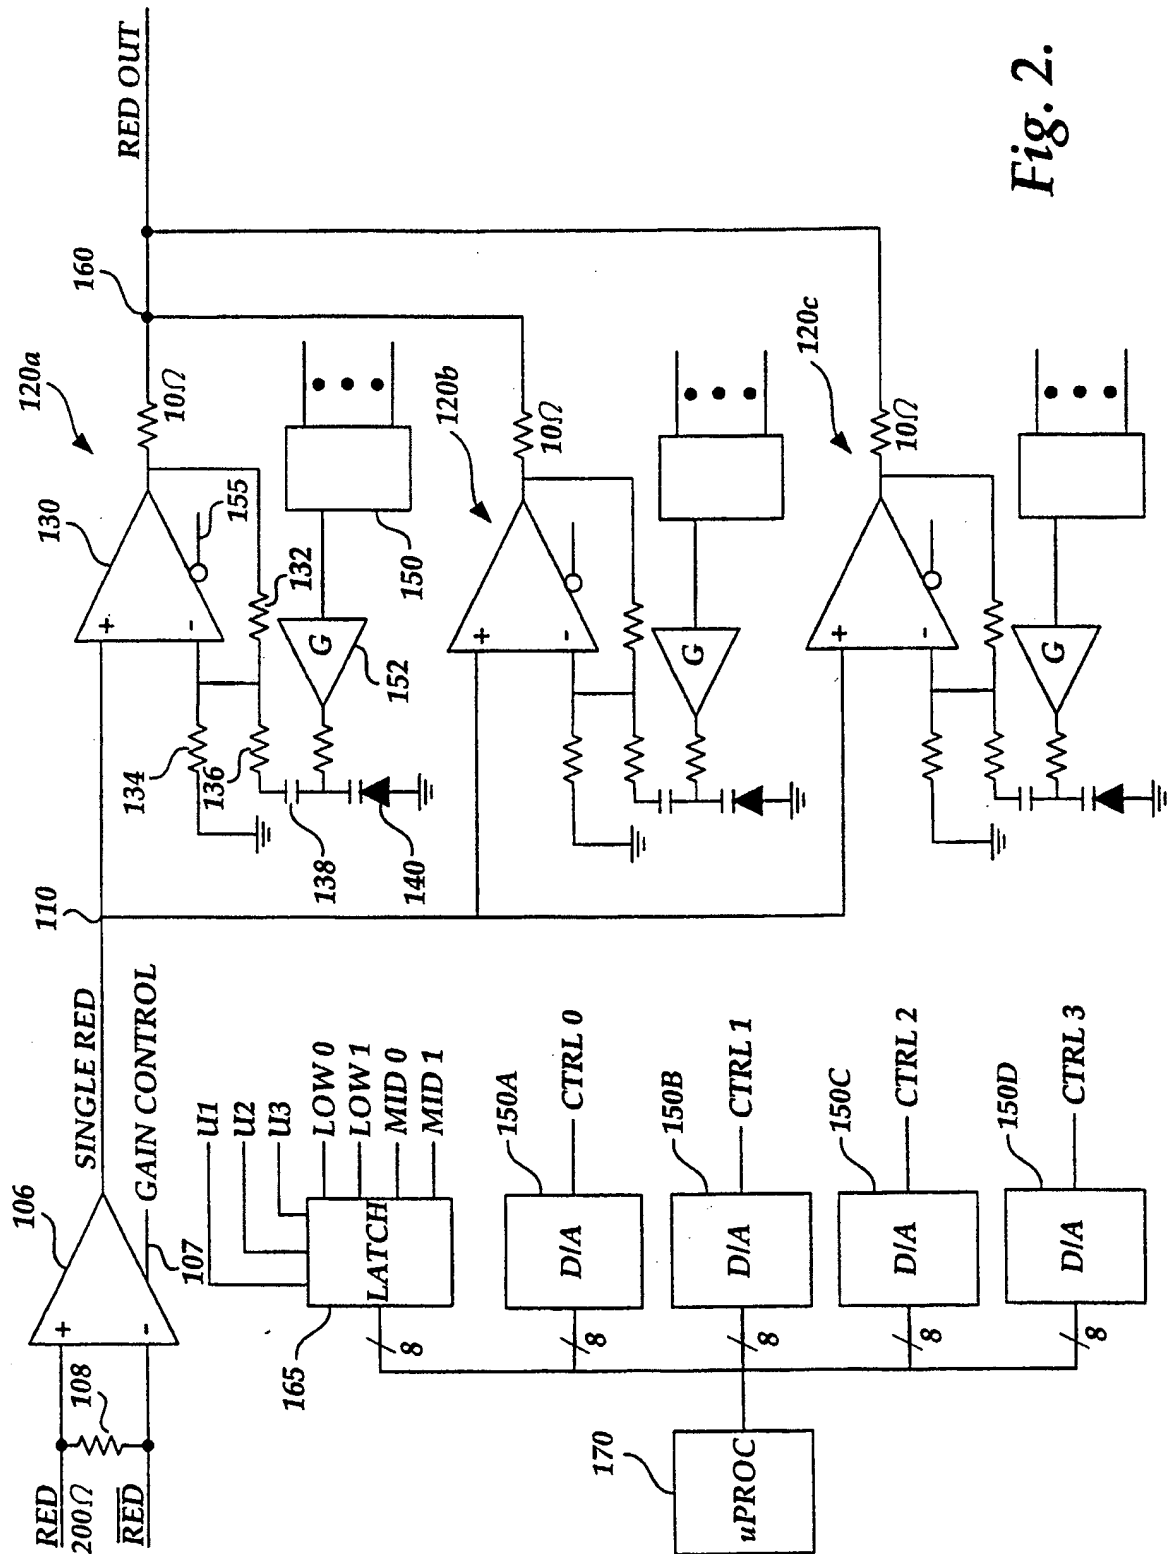 RED
200Ω
RED
108
+
-
106
107
SINGLE RED
GAIN CONTROL
110
130
+
-
155
120a
10Ω
160
RED OUT
134
136
132
138
140
G
152
150
120b
+
-
10Ω
G
120c
+
-
10Ω
G
U1
U2
U3
LATCH
LOW 0
LOW 1
MID 0
MID 1
165
8
D/A
150A
CTRL 0
8
D/A
150B
CTRL 1
8
D/A
150C
CTRL 2
8
D/A
150D
CTRL 3
8
170
uPROC
Fig. 2.